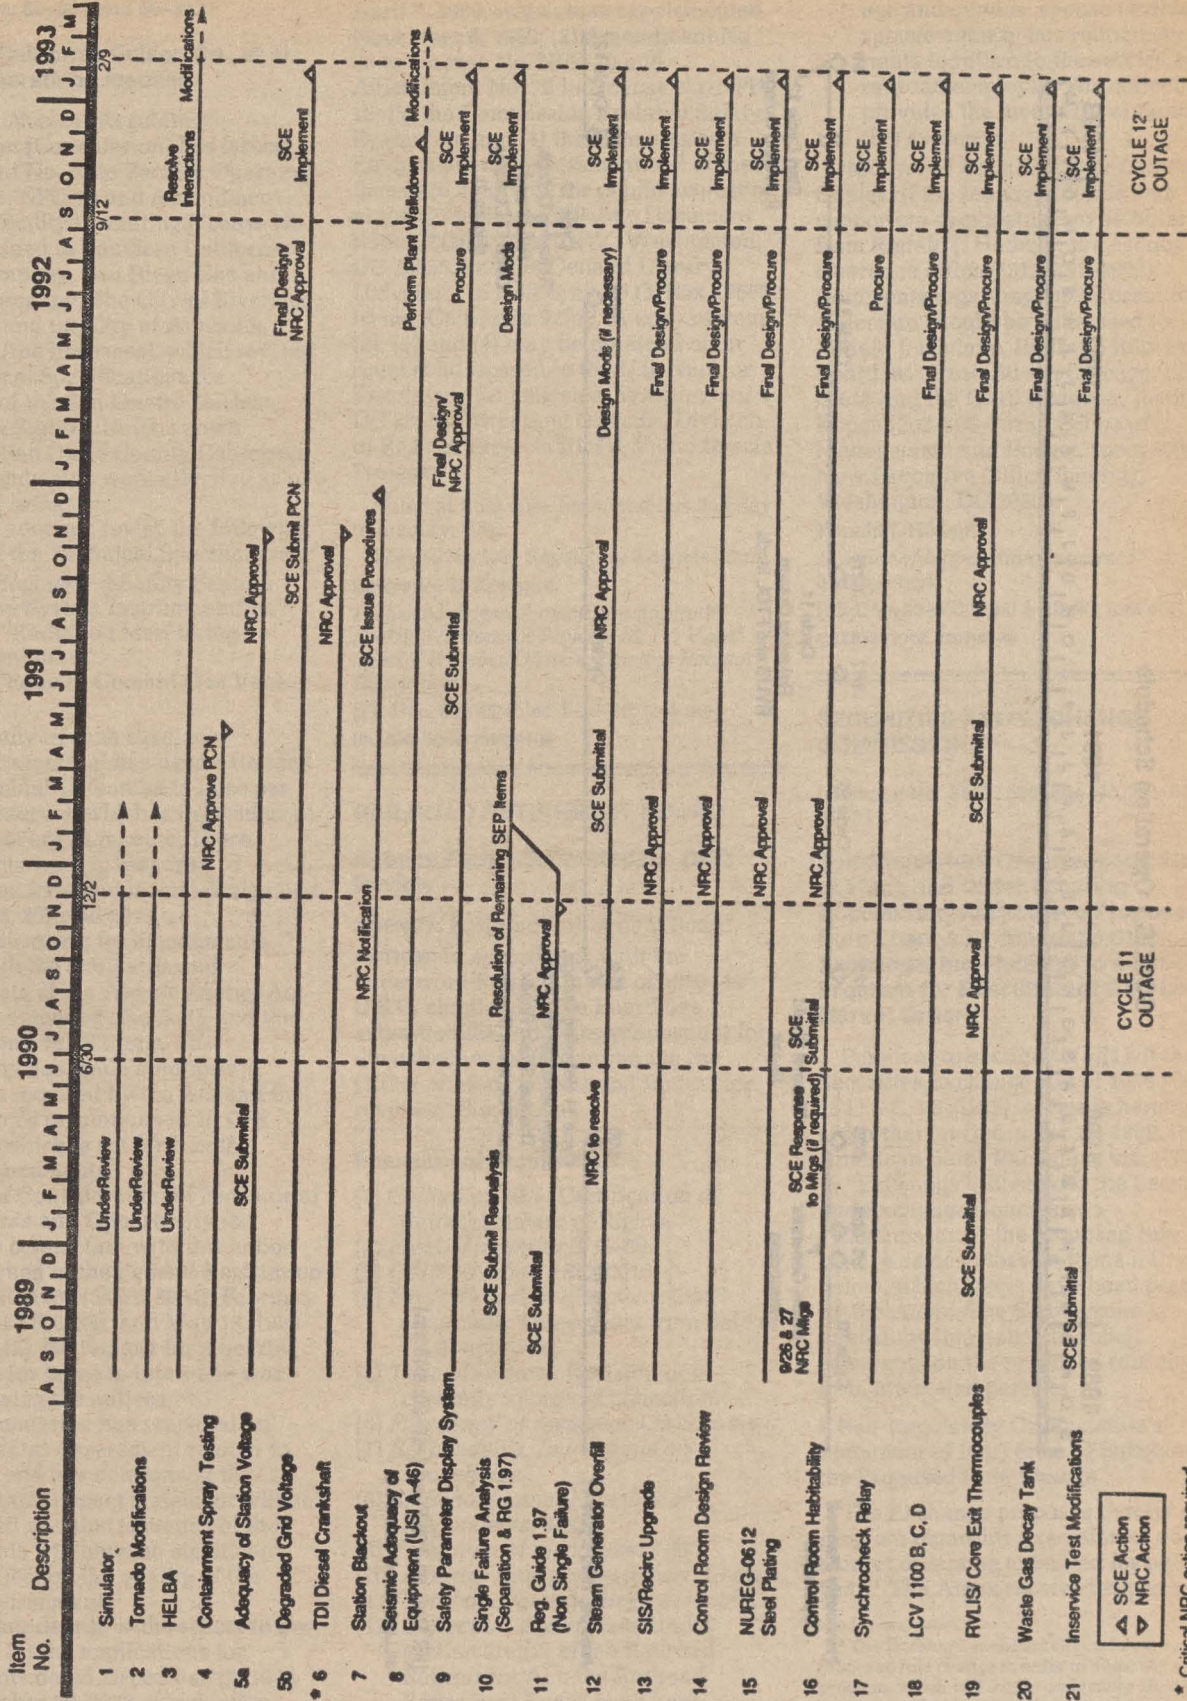 Item
No. Description
1989 1990 1991 1992 1993
A S O N D J F M A M J J A S O N D J F M A M J J A S O N D J F M A M J J A S O N D J F M
6/30 12/2 9/12 2/9
1 Simulator
UnderReview
2 Tornado Modifications
UnderReview
3 HELBA
UnderReview
Resolve
Interactions
Modifications
4 Containment Spray Testing
NRC Approve PCN
5a Adequacy of Station Voltage
SCE Submittal
NRC Approval
5b Degraded Grid Voltage
SCE Submit PCN
Final Design/
NRC Approval
SCE
Implement
* 6 TDI Diesel Crankshaft
NRC Approval
7 Station Blackout
NRC Notification
SCE Issue Procedures
8 Seismic Adequacy of
Equipment (USI A-46)
Perform Plant Walkdown
Modifications
9 Safety Parameter Display System
SCE Submittal
Final Design/
NRC Approval
Procure
SCE
Implement
10 Single Failure Analysis
(Separation & RG 1.97)
SCE Submit Reanalysis
Resolution of Remaining SEP Items
Design Mods
SCE
Implement
11 Reg. Guide 1.97
(Non Single Failure)
SCE Submittal
NRC Approval
12 Steam Generator Overfill
NRC to resolve
SCE Submittal
NRC Approval
Design Mods (if necessary)
SCE
Implement
13 SIS/Recirc Upgrade
NRC Approval
Final Design/Procure
SCE
Implement
14 Control Room Design Review
NRC Approval
Final Design/Procure
SCE
Implement
15 NUREG-0612
Steel Plating
NRC Approval
Final Design/Procure
SCE
Implement
16 Control Room Habitability
9/26 & 27
NRC Mtgs
SCE Response
to Mtgs (if required)
SCE
Submittal
NRC Approval
Final Design/Procure
SCE
Implement
17 Synchrocheck Relay
Procure
SCE
Implement
18 LCV 1100 B, C, D
Final Design/Procure
SCE
Implement
19 RVLIS/ Core Exit Thermocouples
SCE Submittal
NRC Approval
SCE Submittal
NRC Approval
Final Design/Procure
SCE
Implement
20 Waste Gas Decay Tank
Final Design/Procure
SCE
Implement
21 Inservice Test Modifications
SCE Submittal
Final Design/Procure
SCE
Implement
CYCLE 11
OUTAGE
CYCLE 12
OUTAGE
SCE Action
NRC Action
* Critical NRC action required